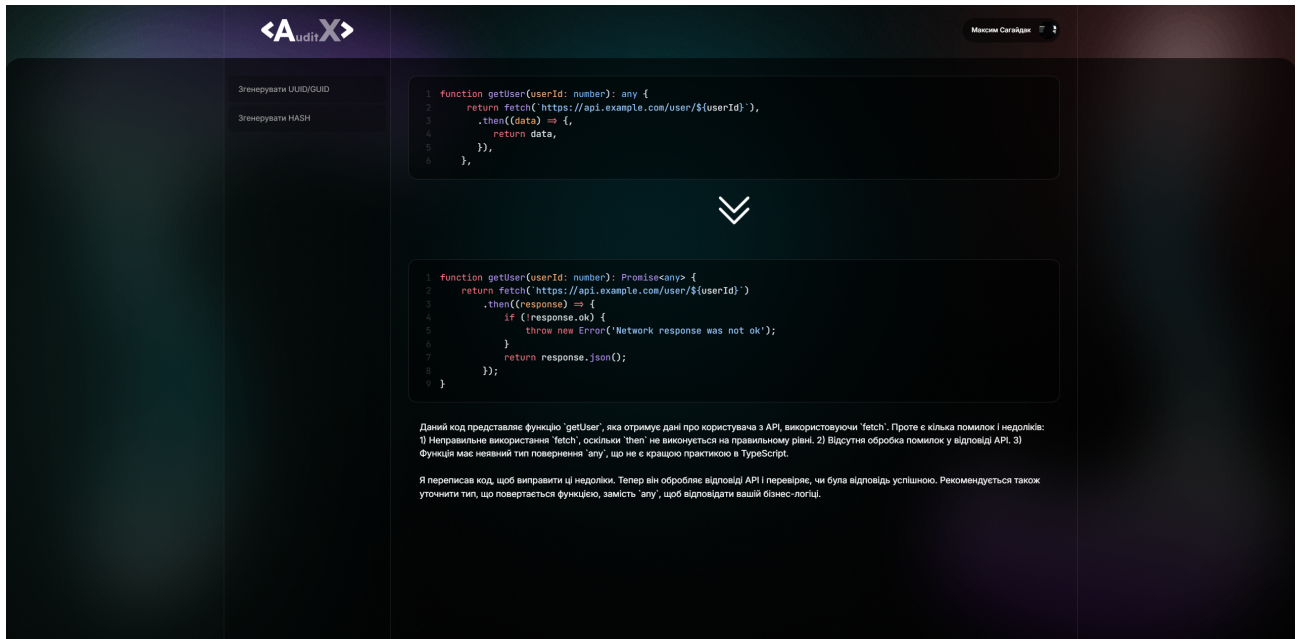 <AuditX>
Максим Сагайдак
Згенерувати UUID/GUID
Згенерувати HASH
1 function getUser(userId: number): any {
2 return fetch(`https://api.example.com/user/${userId}`),
3 .then((data) ⇒ {,
4 return data,
5 }),
6 },
1 function getUser(userId: number): Promise<any> {
2 return fetch(`https://api.example.com/user/${userId}`)
3 .then((response) ⇒ {
4 if (!response.ok) {
5 throw new Error('Network response was not ok');
6 }
7 return response.json();
8 });
9 }
Даний код представляє функцію `getUser`, яка отримує дані про користувача з API, використовуючи `fetch`. Проте є кілька помилок і недоліків:
1) Неправильне використання `fetch`, оскільки `then` не виконується на правильному рівні. 2) Відсутня обробка помилок у відповіді API. 3)
Функція має неявний тип повернення `any`, що не є кращою практикою в TypeScript.
Я переписав код, щоб виправити ці недоліки. Тепер він обробляє відповіді API і перевіряє, чи була відповідь успішною. Рекомендується також
уточнити тип, що повертається функцією, замість `any`, щоб відповідати вашій бізнес-логіці.